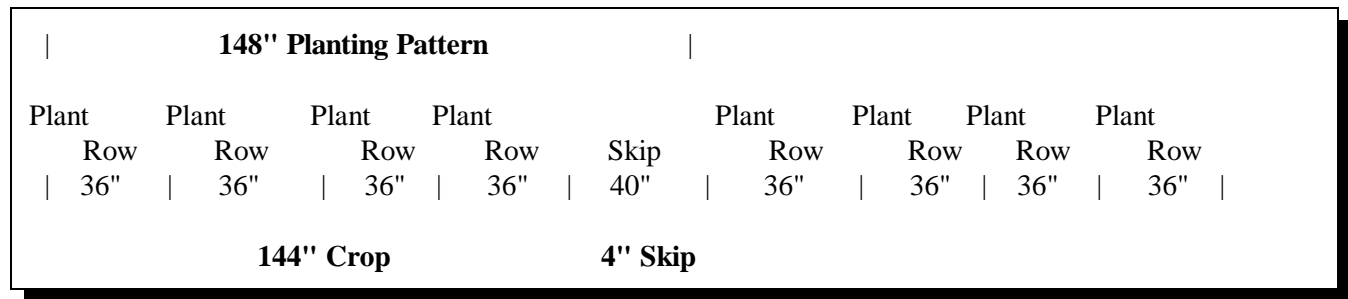 | 148" Planting Pattern |
Plant Plant Plant Plant Plant Plant Plant Plant
Row Row Row Row Skip Row Row Row Row
| 36" | 36" | 36" | 36" | 40" | 36" | 36" | 36" | 36" |
144" Crop 4" Skip